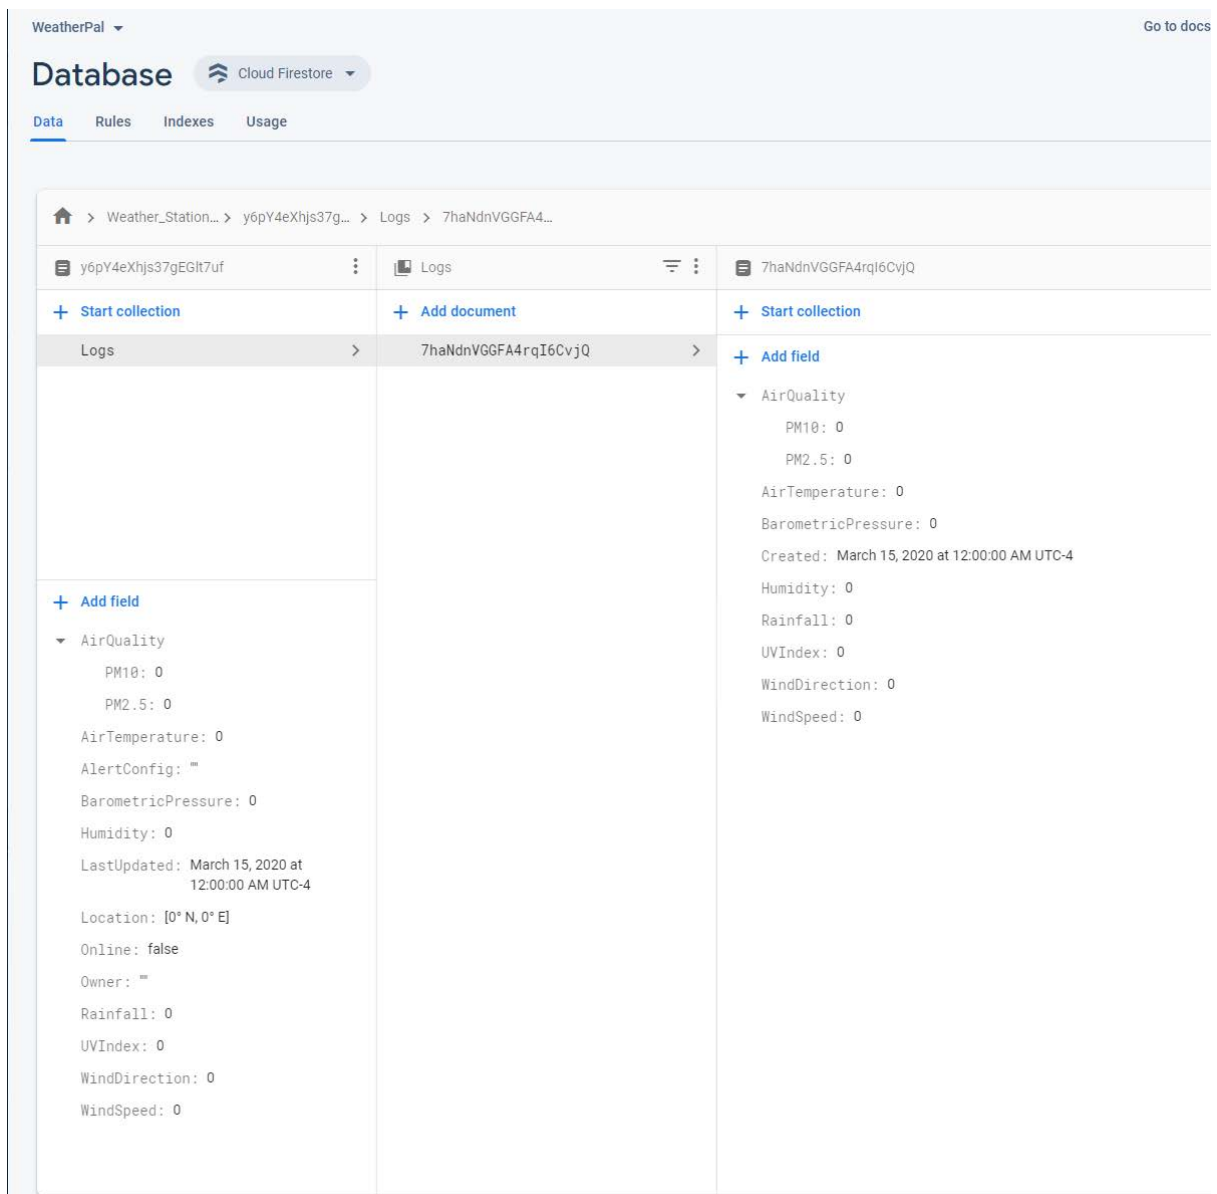 WeatherPal
Go to docs
Database
Cloud Firestore
Data Rules Indexes Usage
> Weather_Station... > y6pY4eXhjs37g... > Logs > 7haNdnVGGFA4...
y6pY4eXhjs37gEGlt7uf
+ Start collection
Logs >
+ Add field
AirQuality
PM10: 0
PM2.5: 0
AirTemperature: 0
AlertConfig: ""
BarometricPressure: 0
Humidity: 0
LastUpdated: March 15, 2020 at
12:00:00 AM UTC-4
Location: [0° N, 0° E]
Online: false
Owner: ""
Rainfall: 0
UVIndex: 0
WindDirection: 0
WindSpeed: 0
Logs
+ Add document
7haNdnVGGFA4rqI6CvjQ >
7haNdnVGGFA4rqI6CvjQ
+ Start collection
+ Add field
AirQuality
PM10: 0
PM2.5: 0
AirTemperature: 0
BarometricPressure: 0
Created: March 15, 2020 at 12:00:00 AM UTC-4
Humidity: 0
Rainfall: 0
UVIndex: 0
WindDirection: 0
WindSpeed: 0